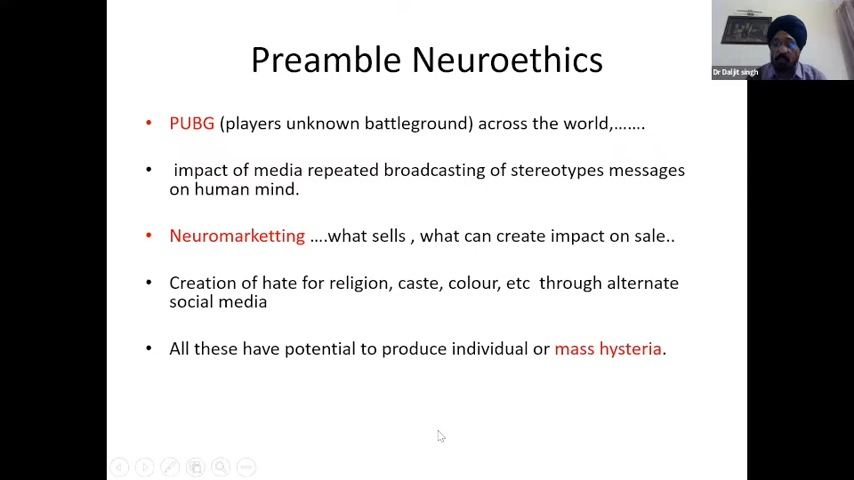 Preamble Neuroethics
Dr Daljit singh
• PUBG (players unknown battleground) across the world,…….
• impact of media repeated broadcasting of stereotypes messages
on human mind.
• Neuromarketting ….what sells , what can create impact on sale..
• Creation of hate for religion, caste, colour, etc through alternate
social media
• All these have potential to produce individual or mass hysteria.